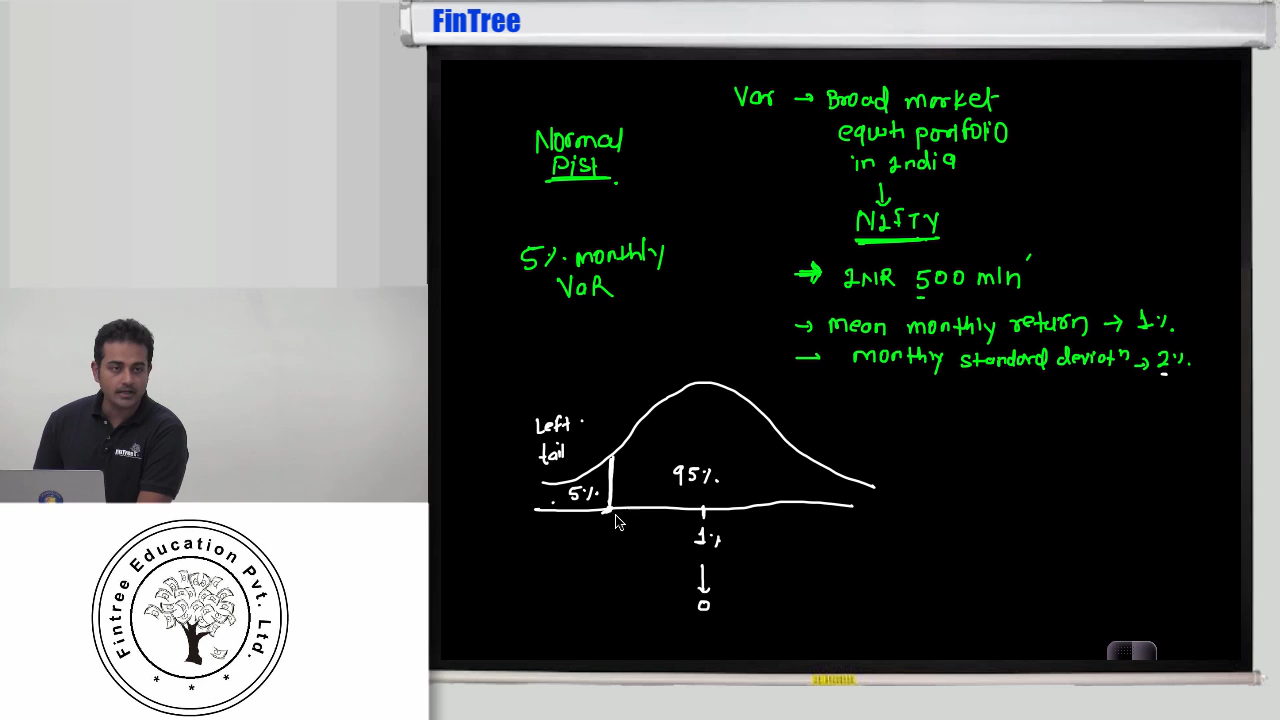 FinTree
Var → Broad market
equity portfolio
in India
↓
NIFTY
→ INR 500 mln
→ mean monthly return → 1%.
— monthly standard deviatn → 2%.
Normal
Dist.
5% monthly
VaR
Left
tail
5%.
95%.
1%
↓
0
FinTree
Fintree Education Pvt. Ltd.
* * *